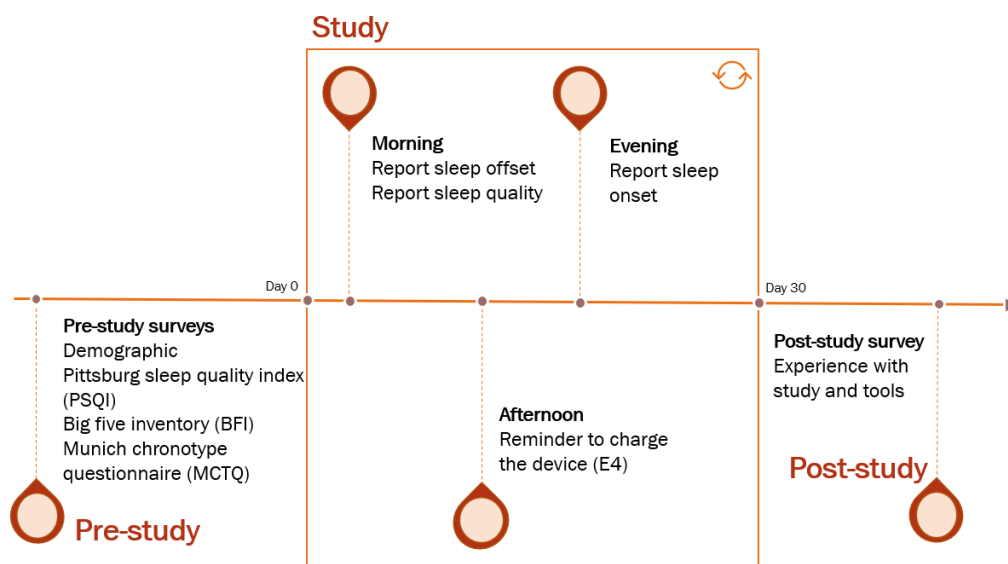 Study
Morning
Report sleep offset
Report sleep quality
Evening
Report sleep
onset
Day 0
Day 30
Pre-study surveys
Demographic
Pittsburg sleep quality index
(PSQI)
Big five inventory (BFI)
Munich chronotype
questionnaire (MCTQ)
Pre-study
Afternoon
Reminder to charge
the device (E4)
Post-study survey
Experience with
study and tools
Post-study